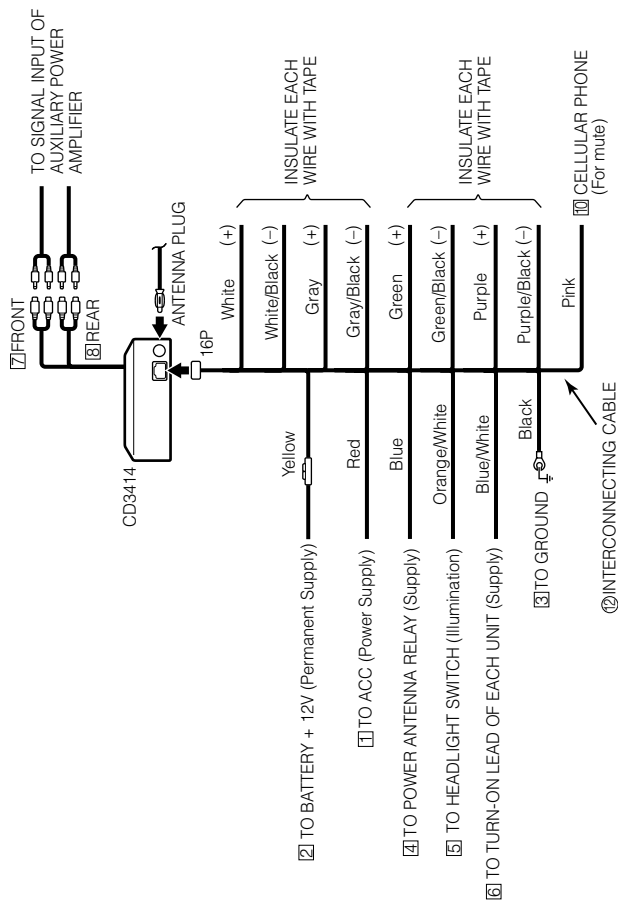 TO SIGNAL INPUT OF
AUXILIARY POWER
AMPLIFIER
7 FRONT
8 REAR
ANTENNA PLUG
CD3414
16P
White (+)
White/Black (−)
Gray (+)
Gray/Black (−)
INSULATE EACH
WIRE WITH TAPE
Green (+)
Green/Black (−)
Purple (+)
Purple/Black (−)
INSULATE EACH
WIRE WITH TAPE
Pink
10 CELLULAR PHONE
(For mute)
Yellow
2 TO BATTERY + 12V (Permanent Supply)
Red
1 TO ACC (Power Supply)
Blue
4 TO POWER ANTENNA RELAY (Supply)
Orange/White
5 TO HEADLIGHT SWITCH (Illumination)
Blue/White
6 TO TURN-ON LEAD OF EACH UNIT (Supply)
Black
3 TO GROUND
⑫ INTERCONNECTING CABLE